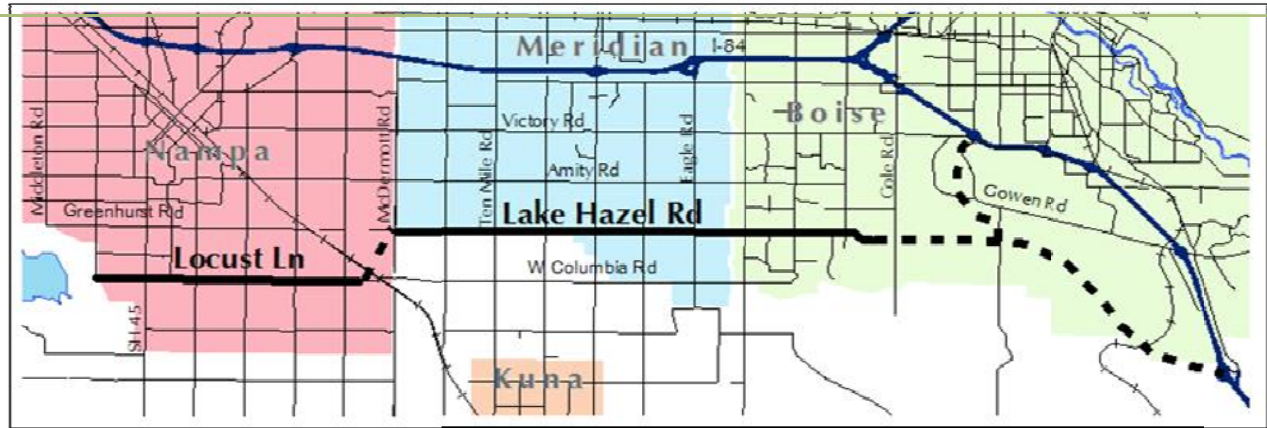 Meridian
I-84
Boise
Nampa
Kuna
Middleton Rd
McDermott Rd
Victory Rd
Ten Mile Rd
Amity Rd
Eagle Rd
Cole Rd
Gowen Rd
Greenhurst Rd
Lake Hazel Rd
Locust Ln
W Columbia Rd
SH 45